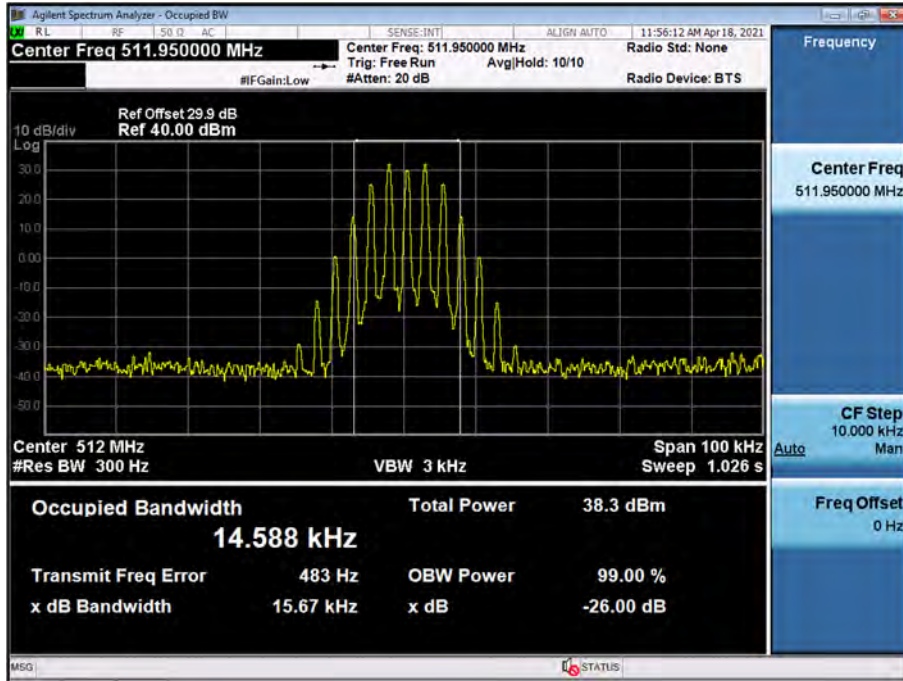 Agilent Spectrum Analyzer - Occupied BW
RL RF 50 Ω AC SENSE:INT ALIGN AUTO 11:56:12 AM Apr 18, 2021
Center Freq 511.950000 MHz
Center Freq: 511.950000 MHz
Radio Std: None
Trig: Free Run Avg|Hold: 10/10
#IFGain:Low
#Atten: 20 dB
Radio Device: BTS
Frequency
Ref Offset 29.9 dB
10 dB/div Ref 40.00 dBm
Log
30.0
20.0
10.0
0.00
-10.0
-20.0
-30.0
-40.0
-50.0
Center 512 MHz
Span 100 kHz
#Res BW 300 Hz
VBW 3 kHz
Sweep 1.026 s
Center Freq
511.950000 MHz
CF Step
10.000 kHz
Auto Man
Freq Offset
0 Hz
Occupied Bandwidth
14.588 kHz
Total Power 38.3 dBm
Transmit Freq Error 483 Hz
OBW Power 99.00 %
x dB Bandwidth 15.67 kHz
x dB -26.00 dB
MSG
STATUS